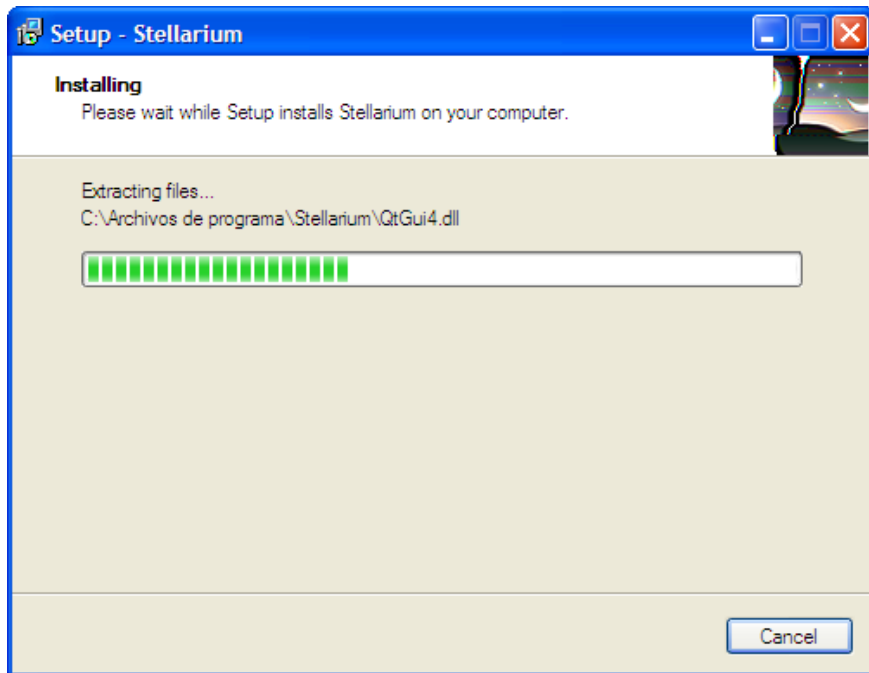 Setup - Stellarium
Installing
Please wait while Setup installs Stellarium on your computer.
Extracting files...
C:\Archivos de programa\Stellarium\QtGui4.dll
Cancel